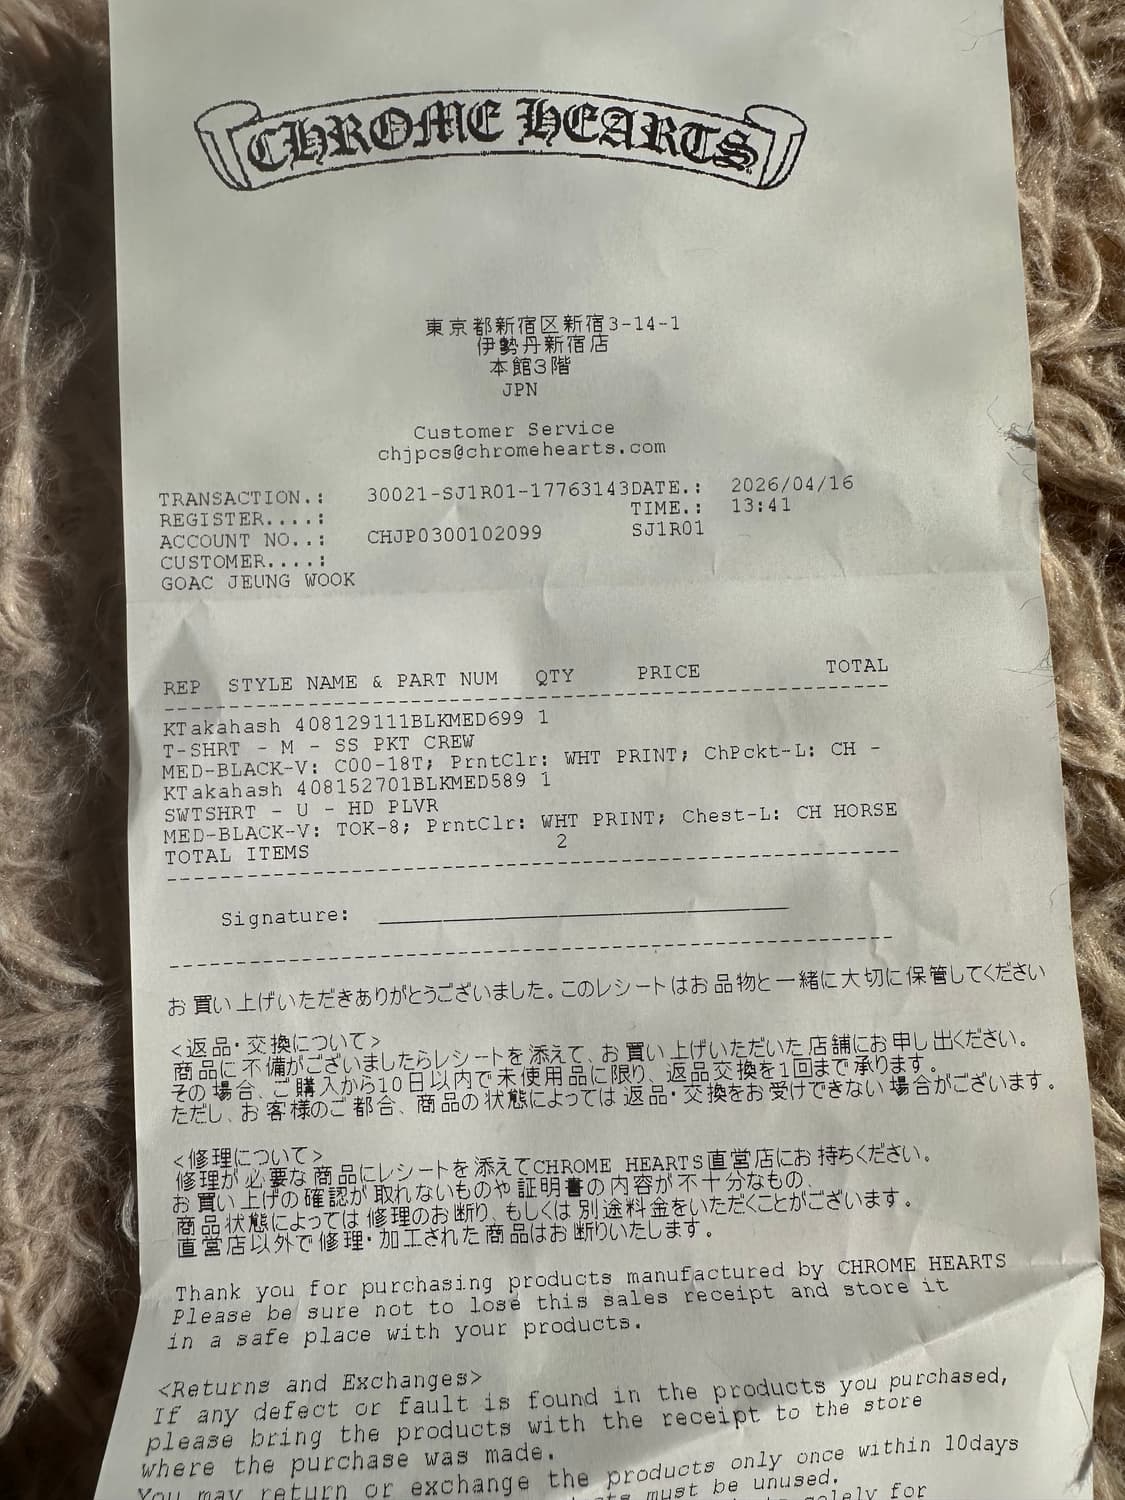 CHROME HEARTS
東京都新宿区新宿3-14-1
伊勢丹新宿店
本館3階
JPN
Customer Service
chjpcs@chromehearts.com
TRANSACTION.: 30021-SJ1R01-17763143DATE.: 2026/04/16
REGISTER....: TIME.: 13:41
ACCOUNT NO..: CHJP0300102099 SJ1R01
CUSTOMER....:
GOAC JEUNG WOOK
REP STYLE NAME & PART NUM QTY PRICE TOTAL
KTakahash 408129111BLKMED699 1
T-SHRT - M - SS PKT CREW
MED-BLACK-V: C00-18T; PrntClr: WHT PRINT; ChPckt-L: CH -
KTakahash 408152701BLKMED589 1
SWTSHRT - U - HD PLVR
MED-BLACK-V: TOK-8; PrntClr: WHT PRINT; Chest-L: CH HORSE
TOTAL ITEMS 2
Signature:
お買い上げいただきありがとうございました。このレシートはお品物と一緒に大切に保管してください
<返品・交換について>
商品に不備がございましたらレシートを添えて、お買い上げいただいた店舗にお申し出ください。
その場合、ご購入から10日以内で未使用品に限り、返品交換を1回まで承ります。
ただし、お客様のご都合、商品の状態によっては返品・交換をお受けできない場合がございます。
<修理について>
修理が必要な商品にレシートを添えてCHROME HEARTS直営店にお持ちください。
お買い上げの確認が取れないものや証明書の内容が不十分なもの、
商品状態によっては修理のお断り、もしくは別途料金をいただくことがございます。
直営店以外で修理・加工された商品はお断りいたします。
Thank you for purchasing products manufactured by CHROME HEARTS
Please be sure not to lose this sales receipt and store it
in a safe place with your products.
<Returns and Exchanges>
If any defect or fault is found in the products you purchased,
please bring the products with the receipt to the store
where the purchase was made.
You may return or exchange the products only once within 10days
must be unused.
solely for